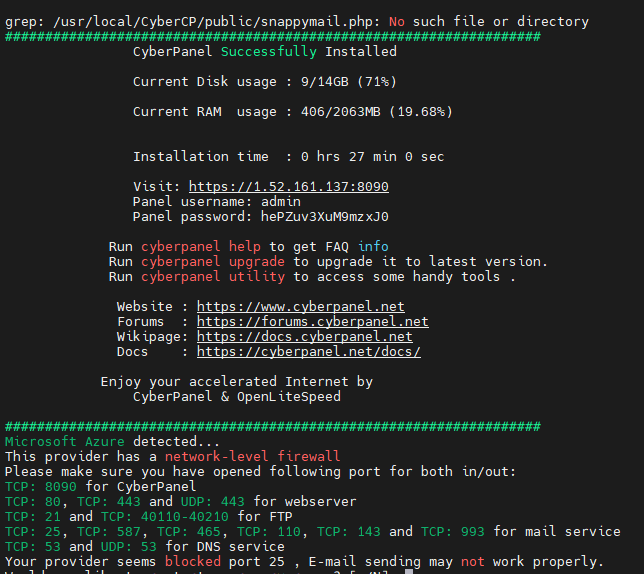 grep: /usr/local/CyberCP/public/snappymail.php: No such file or directory
###################################################################
CyberPanel Successfully Installed
Current Disk usage : 9/14GB (71%)
Current RAM usage : 406/2063MB (19.68%)
Installation time : 0 hrs 27 min 0 sec
Visit: https://1.52.161.137:8090
Panel username: admin
Panel password: hePZuv3XuM9mzxJ0
Run cyberpanel help to get FAQ info
Run cyberpanel upgrade to upgrade it to latest version.
Run cyberpanel utility to access some handy tools .
Website : https://www.cyberpanel.net
Forums : https://forums.cyberpanel.net
Wikipage: https://docs.cyberpanel.net
Docs : https://cyberpanel.net/docs/
Enjoy your accelerated Internet by
CyberPanel & OpenLiteSpeed
###################################################################
Microsoft Azure detected...
This provider has a network-level firewall
Please make sure you have opened following port for both in/out:
TCP: 8090 for CyberPanel
TCP: 80, TCP: 443 and UDP: 443 for webserver
TCP: 21 and TCP: 40110-40210 for FTP
TCP: 25, TCP: 587, TCP: 465, TCP: 110, TCP: 143 and TCP: 993 for mail service
TCP: 53 and UDP: 53 for DNS service
Your provider seems blocked port 25 , E-mail sending may not work properly.